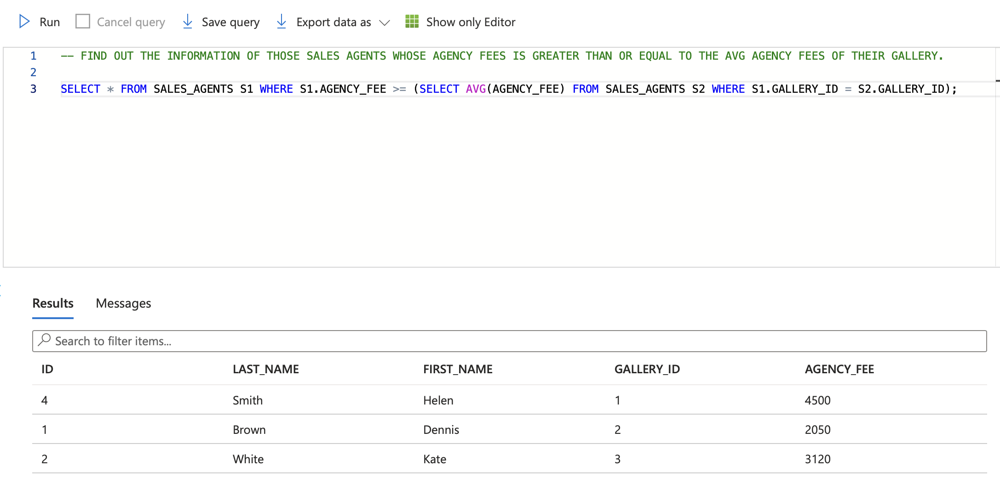 Run Cancel query Save query Export data as Show only Editor
1 -- FIND OUT THE INFORMATION OF THOSE SALES AGENTS WHOSE AGENCY FEES IS GREATER THAN OR EQUAL TO THE AVG AGENCY FEES OF THEIR GALLERY.
2
3 SELECT * FROM SALES_AGENTS S1 WHERE S1.AGENCY_FEE >= (SELECT AVG(AGENCY_FEE) FROM SALES_AGENTS S2 WHERE S1.GALLERY_ID = S2.GALLERY_ID);
Results Messages
Search to filter items...
ID LAST_NAME FIRST_NAME GALLERY_ID AGENCY_FEE
4 Smith Helen 1 4500
1 Brown Dennis 2 2050
2 White Kate 3 3120